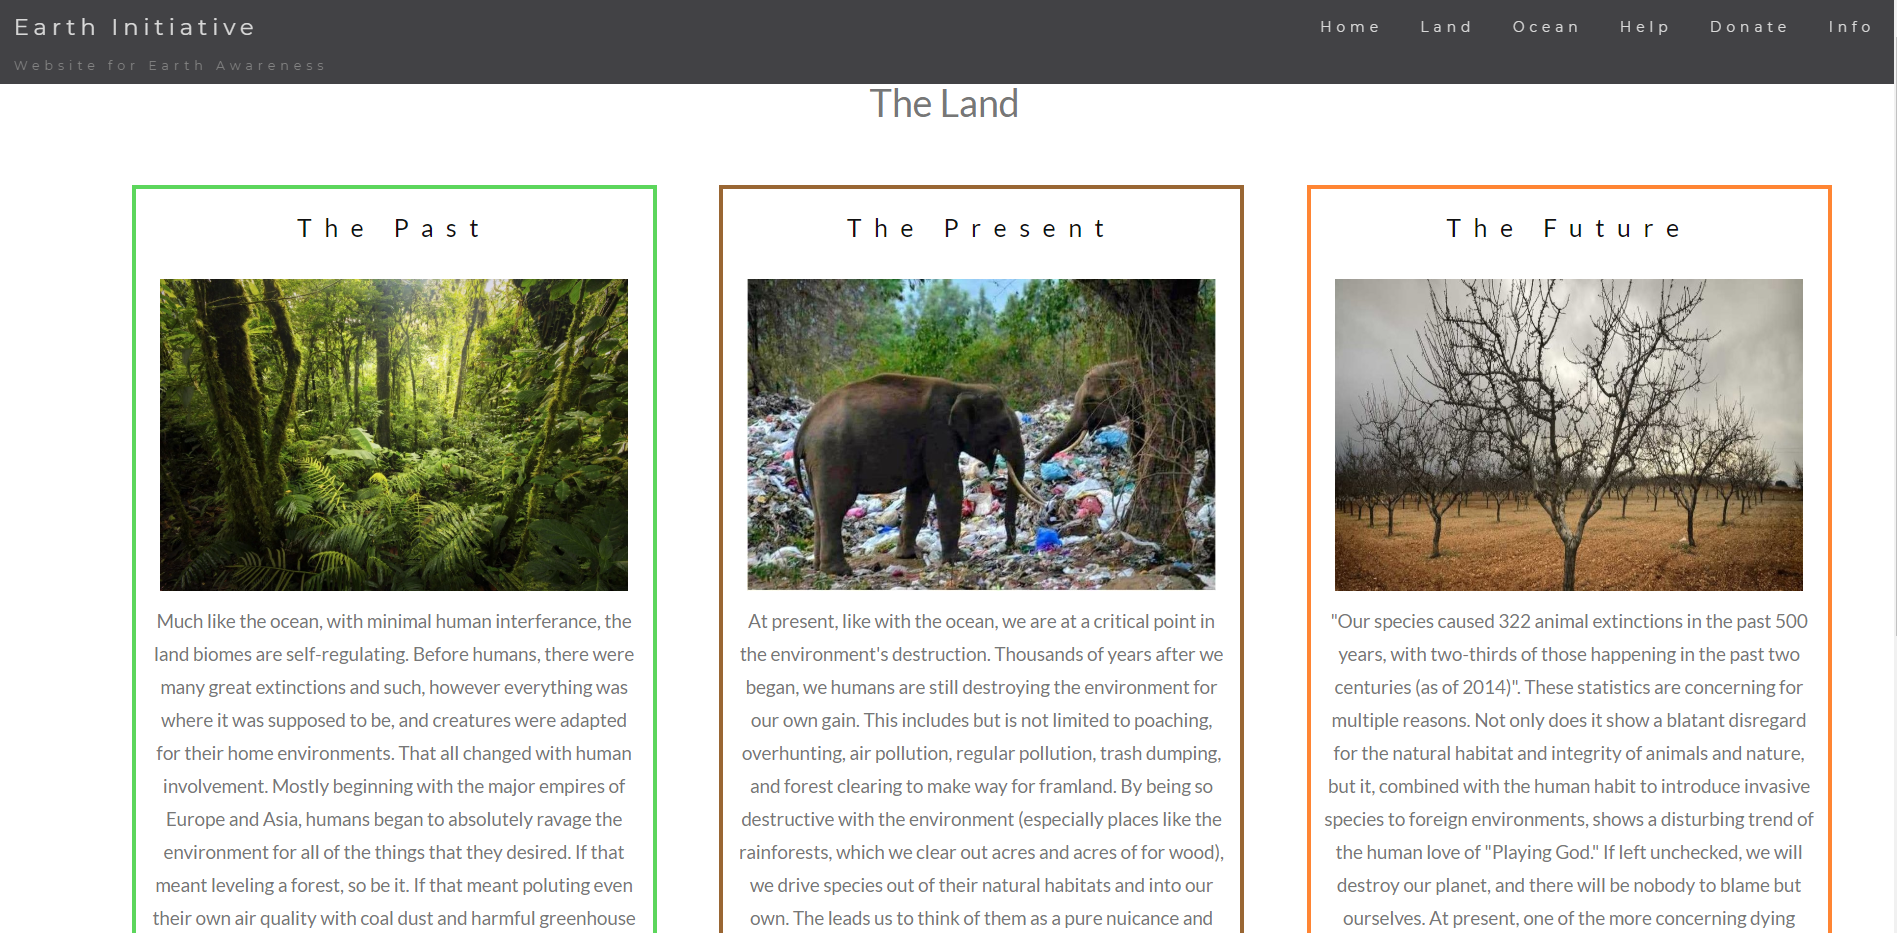 Earth Initiative
Website for Earth Awareness
Home Land Ocean Help Donate Info
The Land
The Past
Much like the ocean, with minimal human interferance, the
land biomes are self-regulating. Before humans, there were
many great extinctions and such, however everything was
where it was supposed to be, and creatures were adapted
for their home environments. That all changed with human
involvement. Mostly beginning with the major empires of
Europe and Asia, humans began to absolutely ravage the
environment for all of the things that they desired. If that
meant leveling a forest, so be it. If that meant poluting even
their own air quality with coal dust and harmful greenhouse
The Present
At present, like with the ocean, we are at a critical point in
the environment's destruction. Thousands of years after we
began, we humans are still destroying the environment for
our own gain. This includes but is not limited to poaching,
overhunting, air pollution, regular pollution, trash dumping,
and forest clearing to make way for framland. By being so
destructive with the environment (especially places like the
rainforests, which we clear out acres and acres of for wood),
we drive species out of their natural habitats and into our
own. The leads us to think of them as a pure nuicance and
The Future
"Our species caused 322 animal extinctions in the past 500
years, with two-thirds of those happening in the past two
centuries (as of 2014)". These statistics are concerning for
multiple reasons. Not only does it show a blatant disregard
for the natural habitat and integrity of animals and nature,
but it, combined with the human habit to introduce invasive
species to foreign environments, shows a disturbing trend of
the human love of "Playing God." If left unchecked, we will
destroy our planet, and there will be nobody to blame but
ourselves. At present, one of the more concerning dying